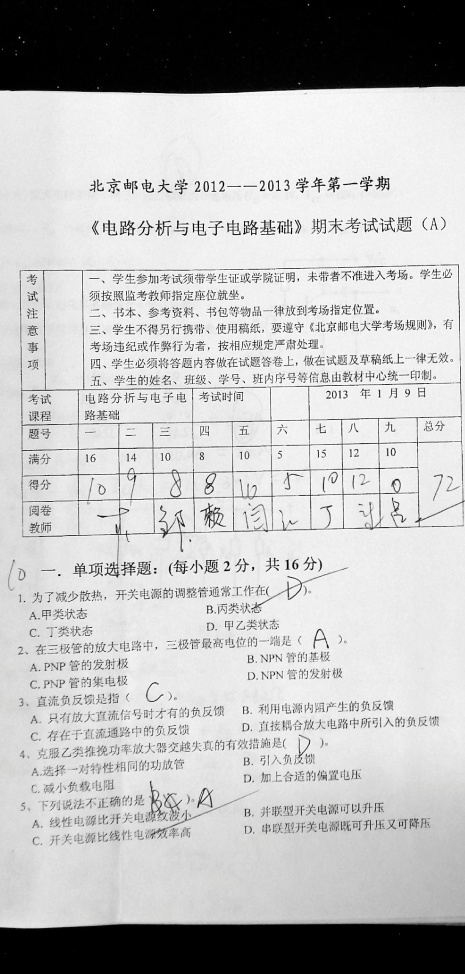 北京邮电大学2012——2013学年第一学期
《电路分析与电子电路基础》期末考试试题（A）
考试注意事项
一、学生参加考试须带学生证或学院证明，未带者不准进入考场。学生必
须按照监考教师指定座位就坐。
二、书本、参考资料、书包等物品一律放到考场指定位置。
三、学生不得另行携带、使用稿纸，要遵守《北京邮电大学考场规则》，有
考场违纪或作弊行为者，按相应规定严肃处理。
四、学生必须将答题内容做在试题答卷上，做在试题及草稿纸上一律无效。
五、学生的姓名、班级、学号、班内序号等信息由教材中心统一印制。
考试课程 电路分析与电子电路基础 考试时间 2013 年 1 月 9 日
题号 一 二 三 四 五 六 七 八 九 总分
满分 16 14 10 8 10 5 15 12 10
得分 10 9 8 8 10 5 10 12 0 72
阅卷教师 邹 赖 闫 丁
10 一．单项选择题：(每小题 2 分，共 16 分)
1. 为了减少散热，开关电源的调整管通常工作在( D )。
A.甲类状态 B.丙类状态
C. 丁类状态 D. 甲乙类状态
2、在三极管的放大电路中，三极管最高电位的一端是（ A ）。
A. PNP 管的发射极 B. NPN 管的基极
C. PNP 管的集电极 D. NPN 管的发射极
3、直流负反馈是指（ C ）。
A. 只有放大直流信号时才有的负反馈 B. 利用电源内阻产生的负反馈
C. 存在于直流通路中的负反馈 D. 直接耦合放大电路中所引入的负反馈
4、克服乙类推挽功率放大器交越失真的有效措施是( D )。
A.选择一对特性相同的功放管 B. 引入负反馈
C. 减小负载电阻 D. 加上合适的偏置电压
5、下列说法不正确的是（ ）。A
A. 线性电源比开关电源纹波小 B. 并联型开关电源可以升压
C. 开关电源比线性电源效率高 D. 串联型开关电源既可升压又可降压